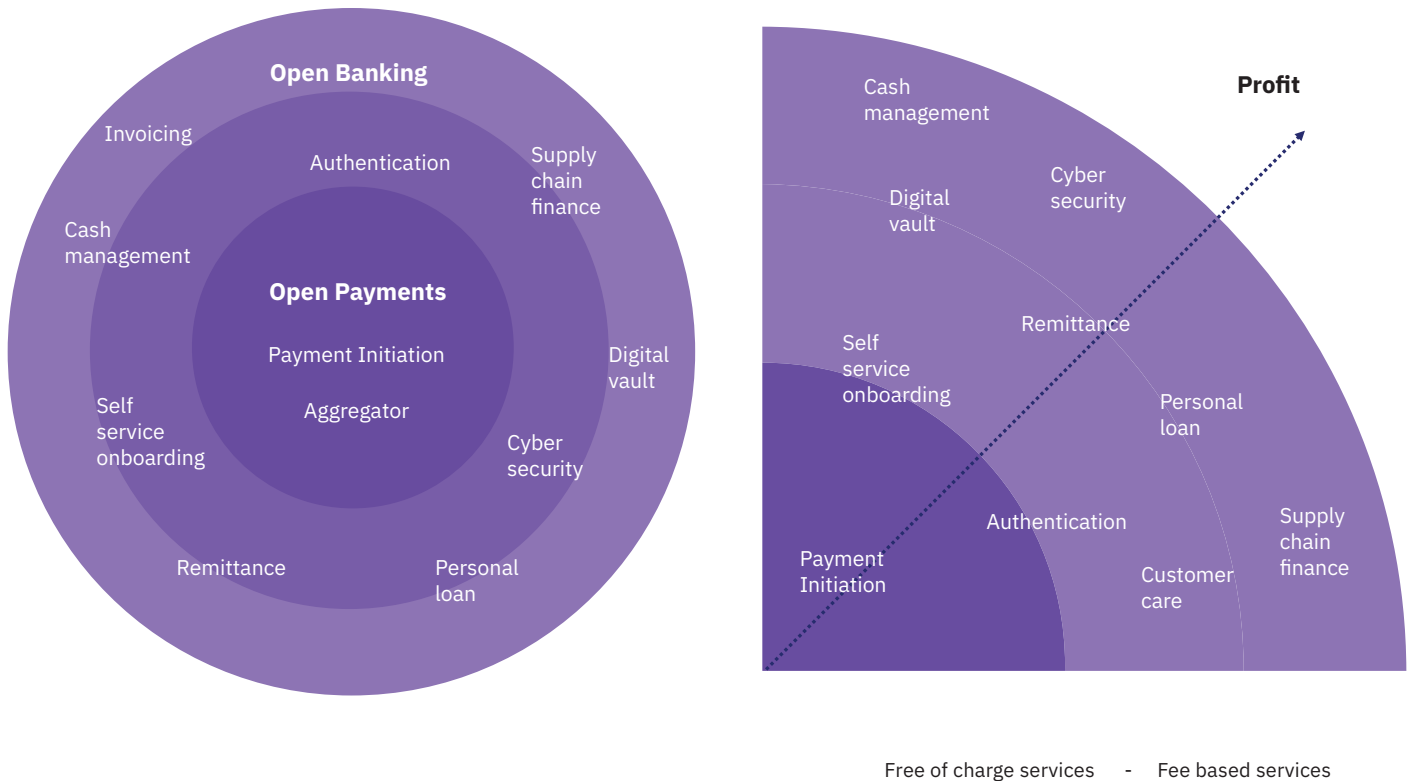 Open Banking
Invoicing
Authentication
Supply
chain
finance
Cash
management
Open Payments
Payment Initiation
Digital
vault
Aggregator
Self
service
onboarding
Cyber
security
Remittance
Personal
loan
Profit
Cash
management
Cyber
security
Digital
vault
Remittance
Self
service
onboarding
Personal
loan
Authentication
Supply
chain
finance
Payment
Initiation
Customer
care
Free of charge services - Fee based services